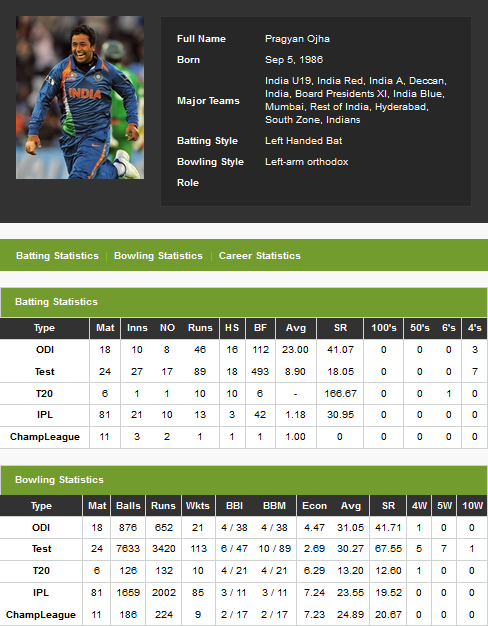 INDIA
Full Name Pragyan Ojha
Born Sep 5, 1986
Major Teams India U19, India Red, India A, Deccan,
India, Board Presidents XI, India Blue,
Mumbai, Rest of India, Hyderabad,
South Zone, Indians
Batting Style Left Handed Bat
Bowling Style Left-arm orthodox
Role
Batting Statistics | Bowling Statistics | Career Statistics
Batting Statistics
Type Mat Inns NO Runs HS BF Avg SR 100's 50's 6's 4's
ODI 18 10 8 46 16 112 23.00 41.07 0 0 0 3
Test 24 27 17 89 18 493 8.90 18.05 0 0 0 7
T20 6 1 1 10 10 6 - 166.67 0 0 1 0
IPL 81 21 10 13 3 42 1.18 30.95 0 0 0 0
ChampLeague 11 3 2 1 1 1 1.00 0 0 0 0 0
Bowling Statistics
Type Mat Balls Runs Wkts BBI BBM Econ Avg SR 4W 5W 10W
ODI 18 876 652 21 4 / 38 4 / 38 4.47 31.05 41.71 1 0 0
Test 24 7633 3420 113 6 / 47 10 / 89 2.69 30.27 67.55 5 7 1
T20 6 126 132 10 4 / 21 4 / 21 6.29 13.20 12.60 1 0 0
IPL 81 1659 2002 85 3 / 11 3 / 11 7.24 23.55 19.52 0 0 0
ChampLeague 11 186 224 9 2 / 17 2 / 17 7.23 24.89 20.67 0 0 0